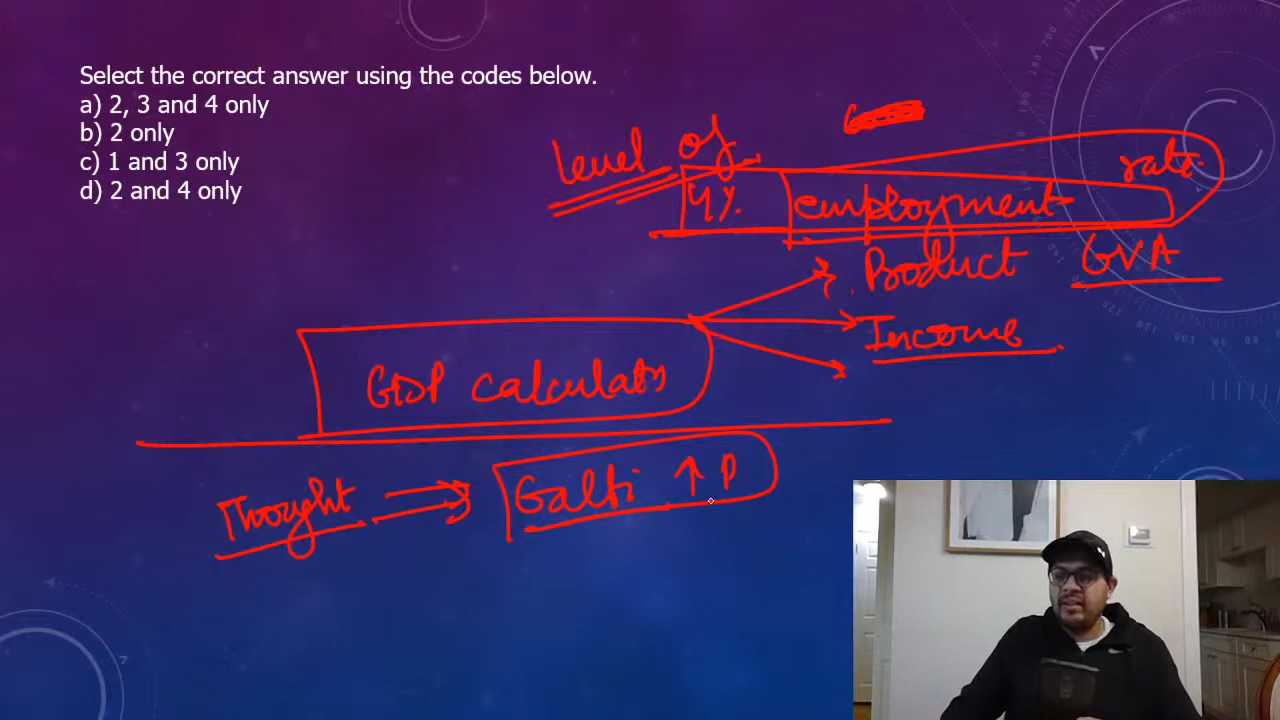 Select the correct answer using the codes below.
a) 2, 3 and 4 only
b) 2 only
c) 1 and 3 only
d) 2 and 4 only
level of
rate
4% employment
Product GVA
Income
GDP calculats
Thought Galti ↑ P